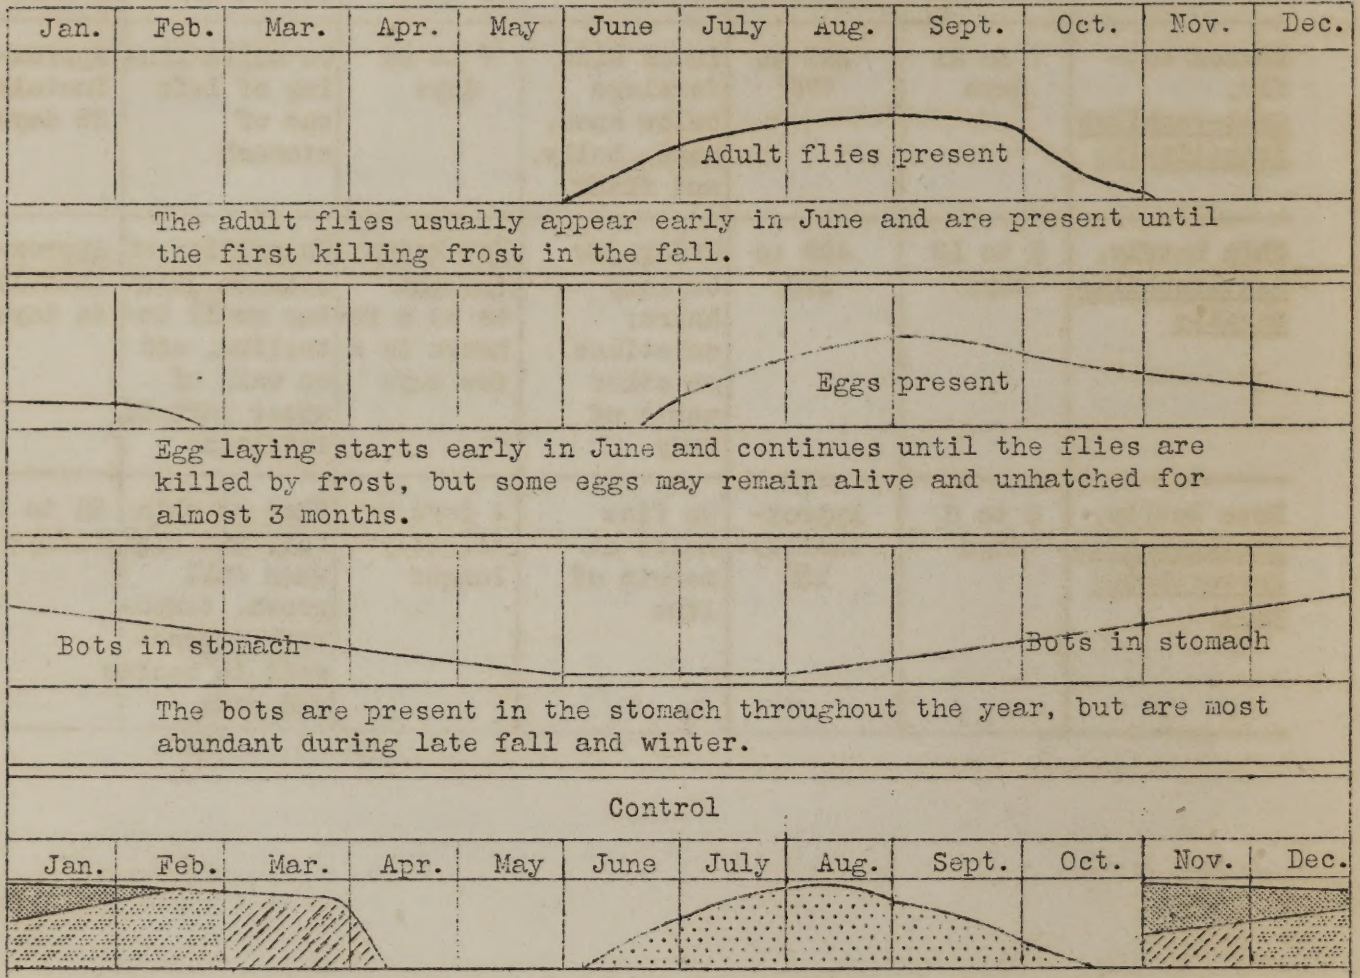 Jan. Feb. Mar. Apr. May June July Aug. Sept. Oct. Nov. Dec.
Adult flies present
The adult flies usually appear early in June and are present until
the first killing frost in the fall.
Eggs present
Egg laying starts early in June and continues until the flies are
killed by frost, but some eggs may remain alive and unhatched for
almost 3 months.
Bots in stomach Bots in stomach
The bots are present in the stomach throughout the year, but are most
abundant during late fall and winter.
Control
Jan. Feb. Mar. Apr. May June July Aug. Sept. Oct. Nov. Dec.